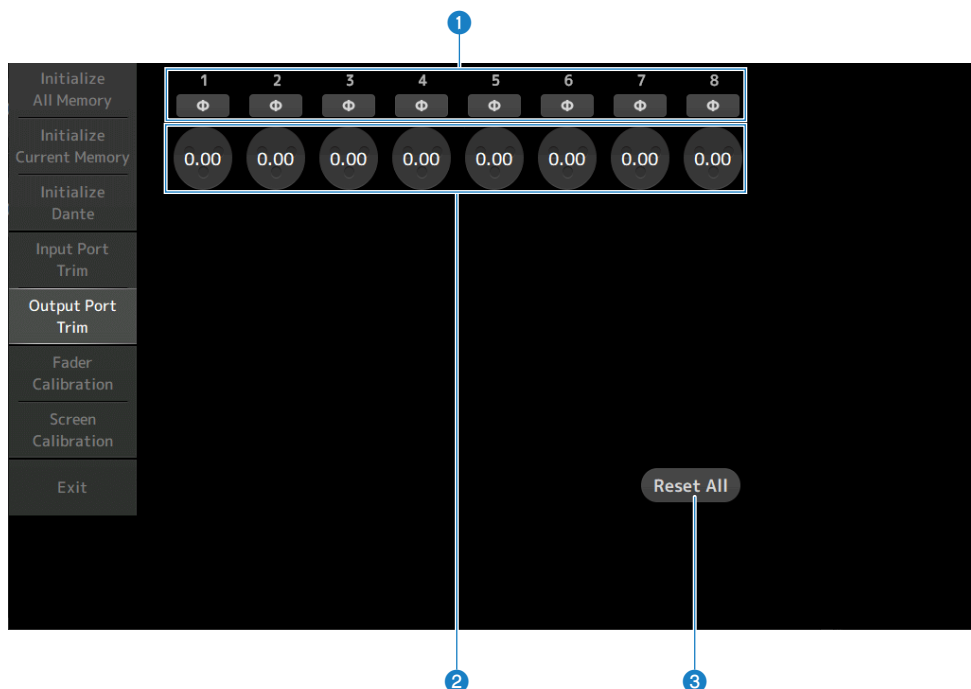 1
Initialize
All Memory
Initialize
Current Memory
Initialize
Dante
Input Port
Trim
Output Port
Trim
Fader
Calibration
Screen
Calibration
Exit
1 2 3 4 5 6 7 8
Φ Φ Φ Φ Φ Φ Φ Φ
0.00 0.00 0.00 0.00 0.00 0.00 0.00 0.00
Reset All
2 3